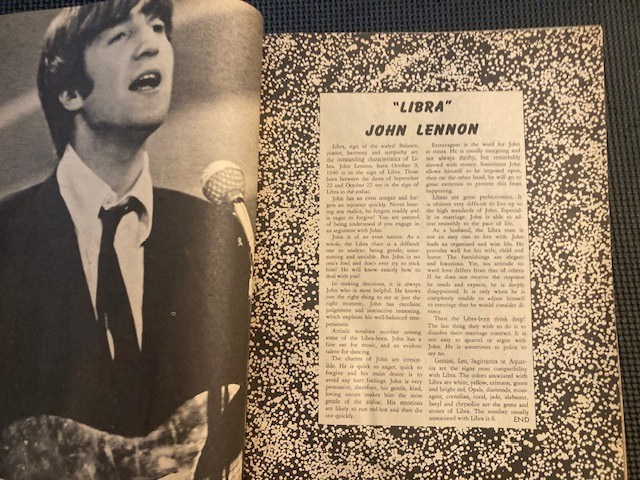 "LIBRA"
JOHN LENNON
Libra, sign of the scales! Balance,
justice, harmony and sympathy are
the outstanding characteristics of Li-
bra. John Lennon, born October 9,
1940 is in the sign of Libra. Those
born between the dates of September
22 and October 22 are in the sign of
Libra in the zodiac.
John has an even temper and for-
gets an injustice quickly. Never bear-
ing any malice, he forgets readily and
is eager to forgive! You are assured
of being understood if you engage in
an argument with John.
John is of an even nature. As a
whole, the Libra chart is a difficult
one to analyze, being gentle, unas-
suming and amiable. But John is no
one's fool and don't ever try to trick
him! He will know exactly how to
deal with you!
In making decisions, it is always
John who is most helpful. He knows
just the right thing to say at just the
right moment. John has excellent
judgement and instinctive reasoning,
which explains his well-balanced tem-
perament.
Artistic notables number among
some of the Libra-born. John has a
fine ear for music, and an evident
talent for dancing.
The charms of John are irresist-
ible. He is quick to anger, quick to
forgive and his main desire is to
avoid any hurt feelings. John is very
persuasive, therefore, his gentle, kind,
loving nature makes him the most
gentle of the zodiac. His emotions
are likely to run red-hot and then die
out quickly.
Extravagent is the word for John
at times. He is usually easygoing and
not always thrifty, but remarkably
shrewd with money. Sometimes John
allows himself to be imposed upon,
then on the other hand, he will go to
great extremes to prevent this from
happening.
Librae are great perfectionists. It
is ofttimes very difficult to live up to
the high standards of John. Especial-
ly in marriage. John is able to ad-
just smoothly to the pace of life.
As a husband, the Libra man is
not an easy one to live with. John
leads an organized and wise life. He
provides well for his wife, child and
home. The furnishings are elegant
and luxurious. Yet, his attitude to-
ward love differs from that of others.
If he does not receive the response
he needs and expects, he is deeply
disappointed. It is only when he is
completely unable to adjust himself
to marriage that he would consider di-
vorce.
Then the Libra-born think deep!
The last thing they wish to do is to
dissolve their marriage contract. It is
not easy to quarrel or argue with
John. He is sometimes to polite to
say no.
Gemini, Leo, Sagittarius or Aquar-
ius are the signs most compatibility
with Libra. The colors associated with
Libra are white, yellow, crimson, green
and bright red. Opals, diamonds, moss-
agate, cornelian, coral, jade, alabaster,
beryl and chrysolite are the gems and
stones of Libra. The number usually
associated with Libra is 6. END